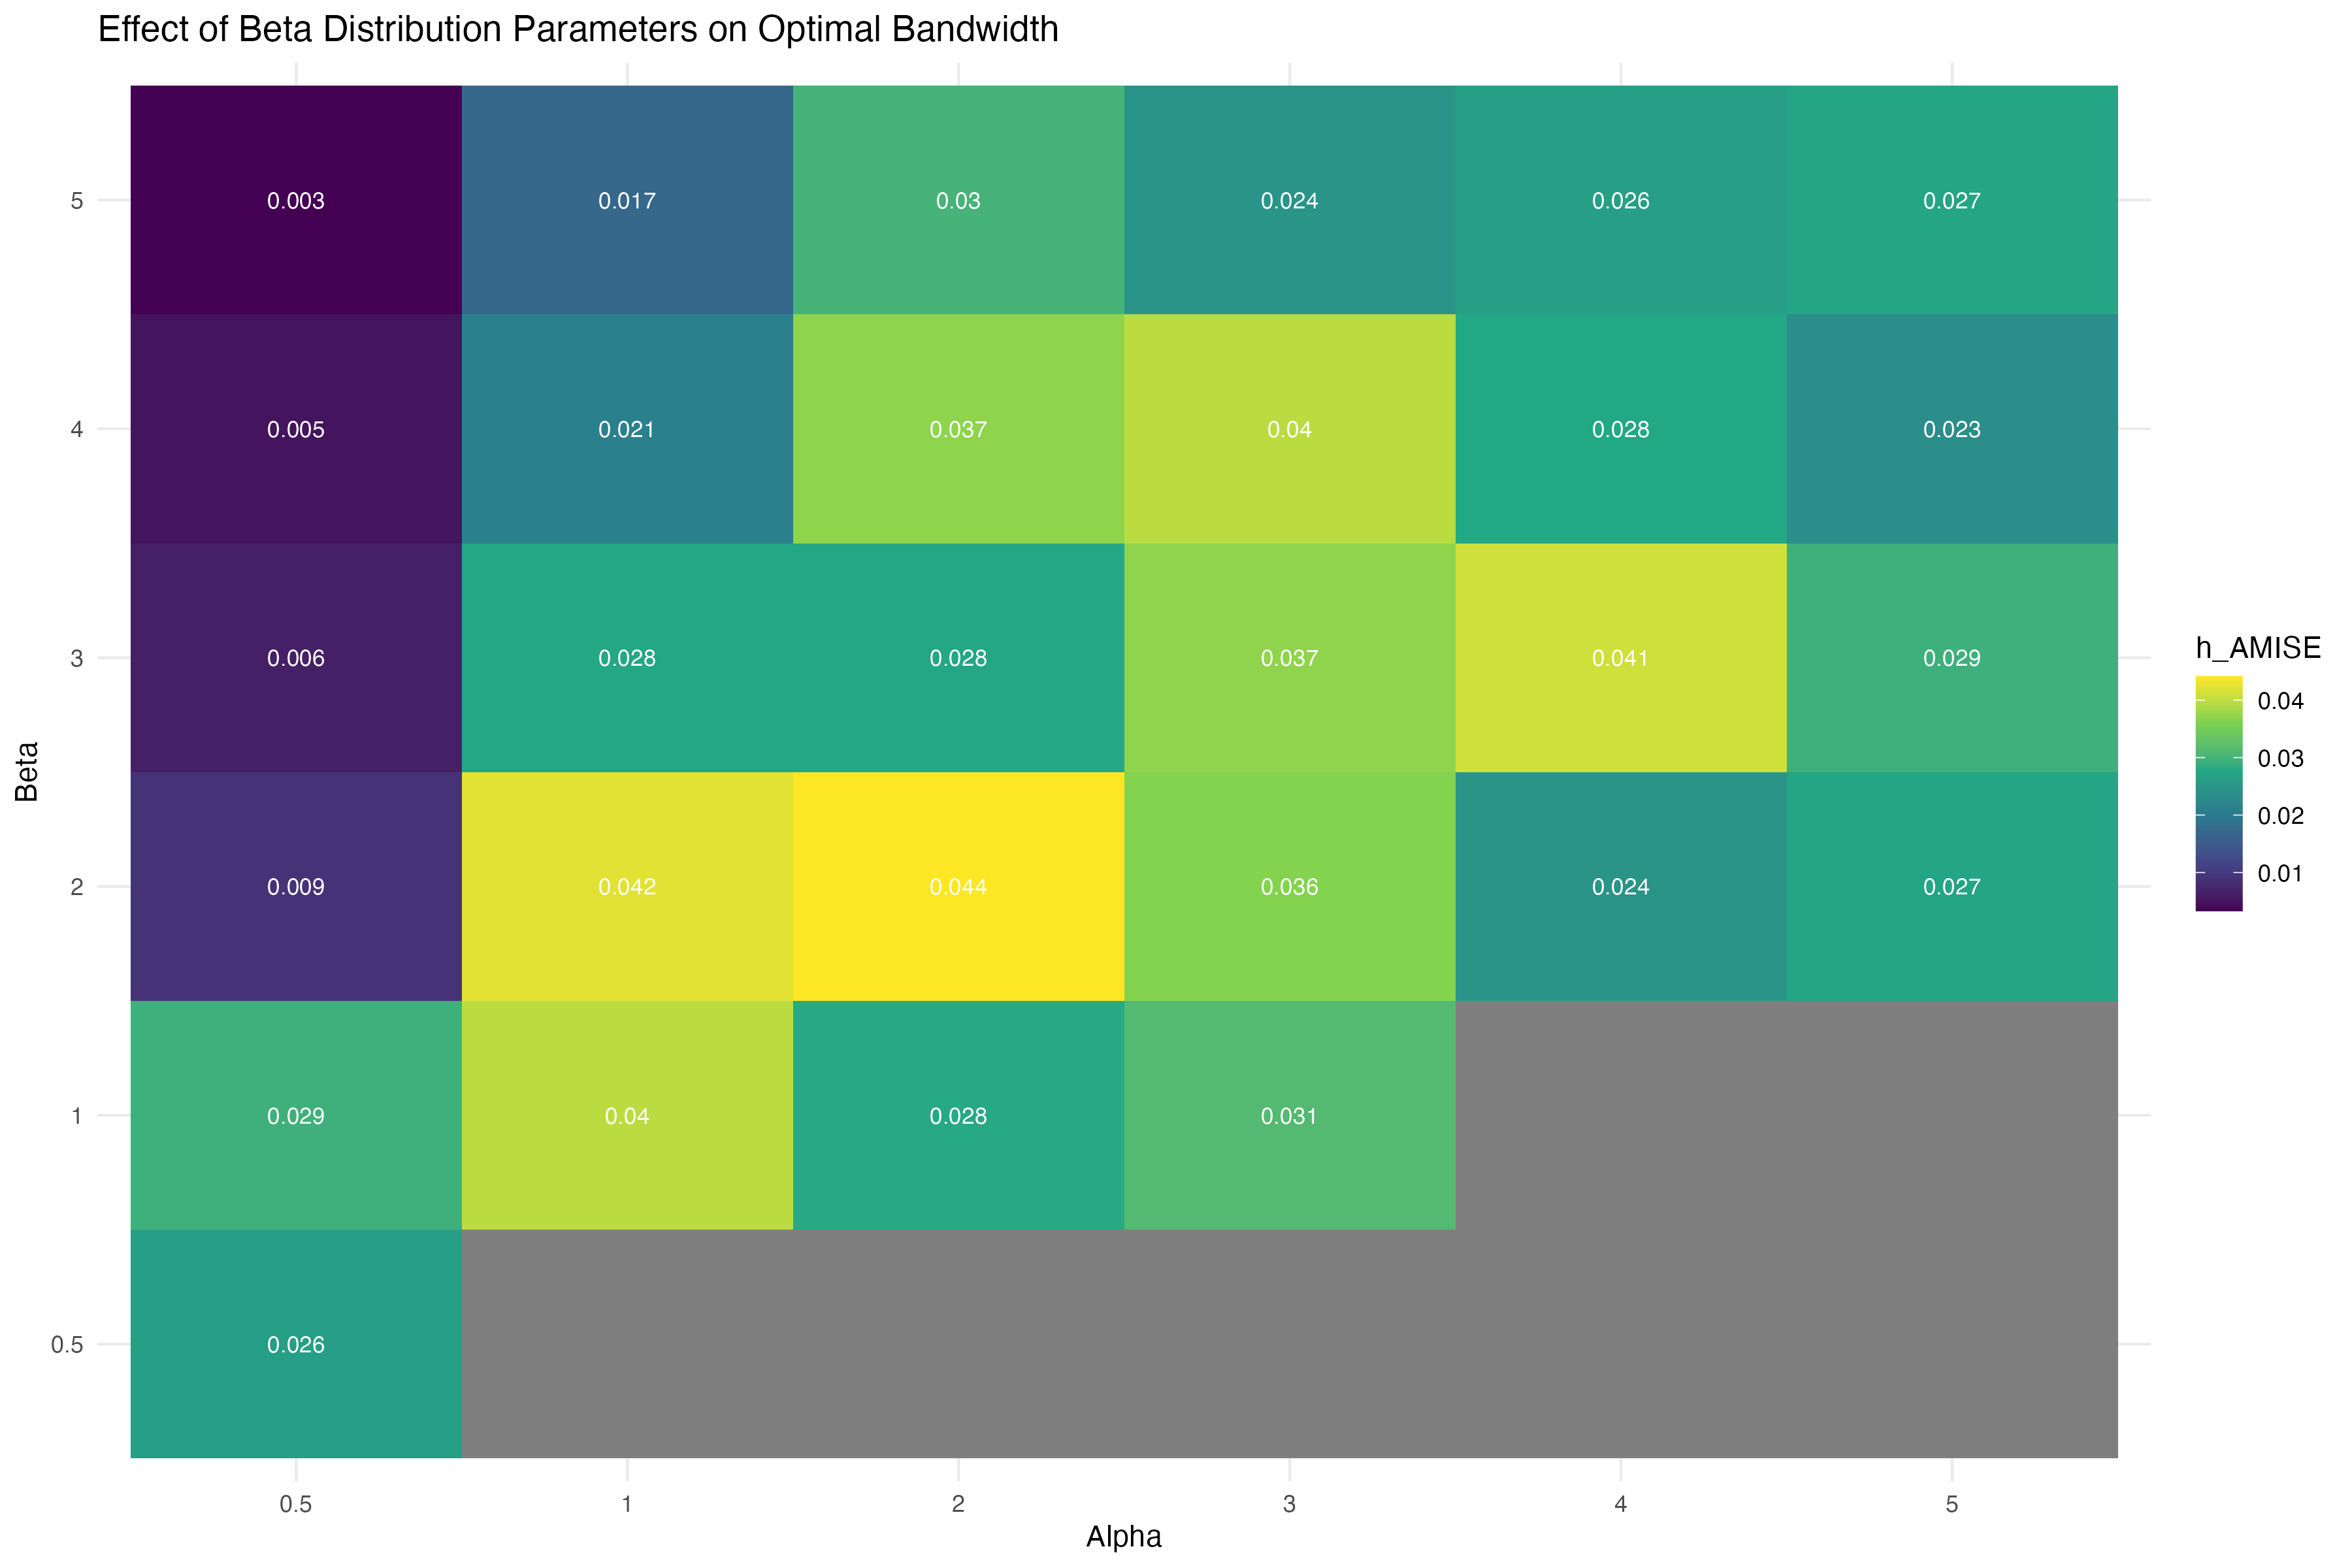 Effect of Beta Distribution Parameters on Optimal Bandwidth
Beta
5
0.003 0.017 0.03 0.024 0.026 0.027
4
0.005 0.021 0.037 0.04 0.028 0.023
3
0.006 0.028 0.028 0.037 0.041 0.029
2
0.009 0.042 0.044 0.036 0.024 0.027
1
0.029 0.04 0.028 0.031
0.5
0.026
0.5 1 2 3 4 5
Alpha
h_AMISE
0.04
0.03
0.02
0.01